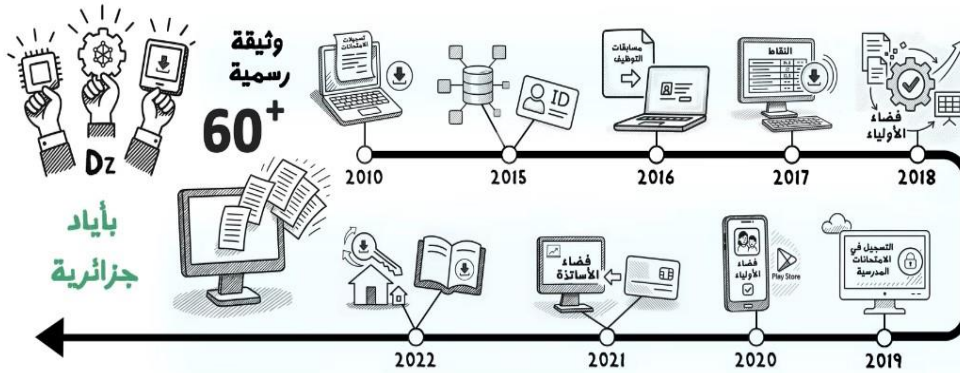 وثيقة
رسمية
60+
Dz
بأياد
جزائرية
تسجيلات
الامتحانات
2010
ID
2015
مسابقات
التوظيف
2016
النقاط
2017
فضاء
الأولياء
2018
التسجيل في
الامتحانات
المدرسية
2019
فضاء
الأولياء
Play Store
2020
فضاء
الأساتذة
2021
2022